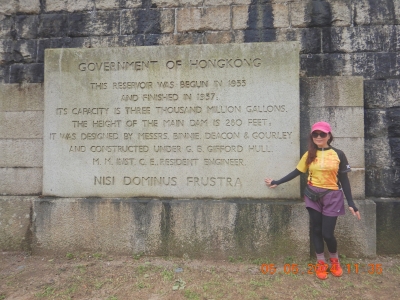 GOVERNMENT OF HONGKONG
THIS RESERVOIR WAS BEGUN IN 1933
AND FINISHED IN 1937.
ITS CAPACITY IS THREE THOUSAND MILLION GALLONS.
THE HEIGHT OF THE MAIN DAM IS 280 FEET,
IT WAS DESIGNED BY MESSRS. BINNIE, DEACON & GOURLEY
AND CONSTRUCTED UNDER G. B. GIFFORD HULL.
M. INST. C. E., RESIDENT ENGINEER.
NISI DOMINUS FRUSTRA